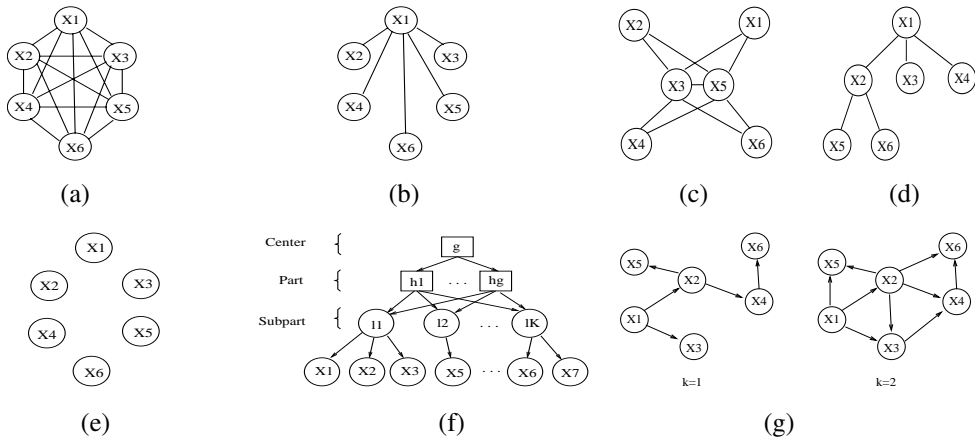 X1
X2
X3
X4
X5
X6
(a)
X1
X2
X3
X4
X5
X6
(b)
X2
X1
X3
X5
X4
X6
(c)
X1
X2
X3
X4
X5
X6
(d)
X1
X2
X3
X4
X5
X6
(e)
Center
g
Part
h1 . . . hg
Subpart
l1 l2 . . . lK
X1 X2 X3 X5 . . . X6 X7
(f)
X6
X5
X2
X4
X1
X3
k=1
X6
X5
X2
X4
X1
X3
k=2
(g)